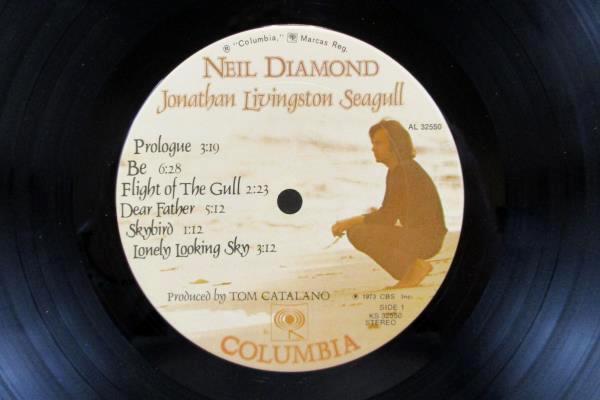 ® "Columbia," Marcas Reg.
NEIL DIAMOND
Jonathan Livingston Seagull
AL 32550
Prologue 3:19
Be 6:28
Flight of The Gull 2:23
Dear Father 5:12
Skybird 1:12
Lonely Looking Sky 3:12
Produced by TOM CATALANO
℗ 1973 CBS Inc.
SIDE 1
KS 32550
STEREO
COLUMBIA